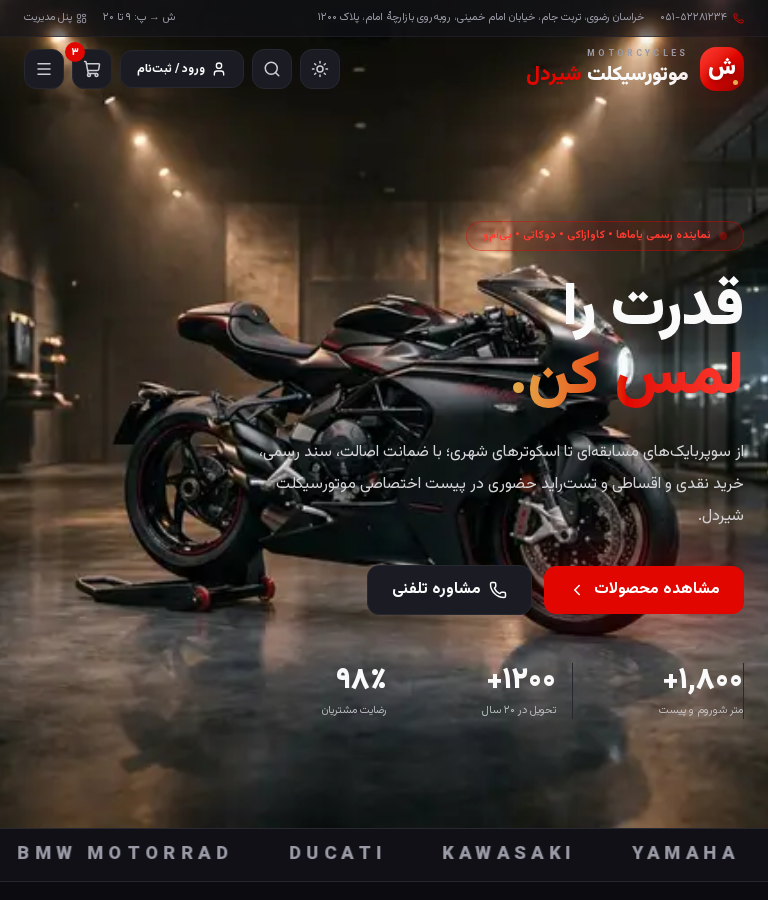 ۰۵۱-۵۲۲۸۱۲۳۴ خراسان رضوی، تربت جام، خیابان امام خمینی، روبه‌روی بازارچهٔ امام، پلاک ۱۲۰۰
ش → پ: ۹ تا ۲۰ پنل مدیریت
MOTORCYCLES
ش
موتورسیکلت شیردل
ورود / ثبت‌نام
۳
نماینده رسمی یاماها • کاوازاکی • دوکاتی • بی‌ام‌و
قدرت را
لمس کن.
از سوپربایک‌های مسابقه‌ای تا اسکوترهای شهری؛ با ضمانت اصالت، سند رسمی،
خرید نقدی و اقساطی و تست‌راید حضوری در پیست اختصاصی موتورسیکلت
شیردل.
مشاهده محصولات
مشاوره تلفنی
+۱,۸۰۰
متر شوروم و پیست
+۱۲۰۰
تحویل در ۲۰ سال
۹۸٪
رضایت مشتریان
BMW MOTORRAD DUCATI KAWASAKI YAMAHA